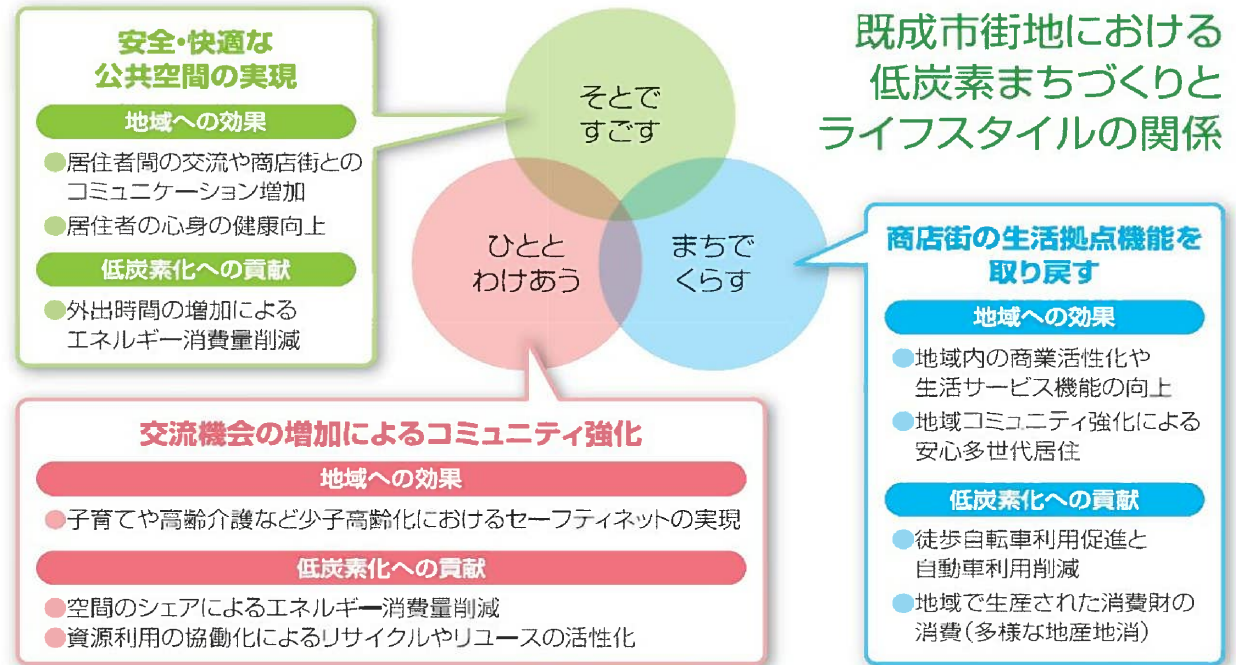 既成市街地における
低炭素まちづくりと
ライフスタイルの関係
安全・快適な
公共空間の実現
地域への効果
●居住者間の交流や商店街との
コミュニケーション増加
●居住者の心身の健康向上
低炭素化への貢献
●外出時間の増加による
エネルギー消費量削減
そとで
すごす
ひとと
わけあう
まちで
くらす
商店街の生活拠点機能を
取り戻す
地域への効果
●地域内の商業活性化や
生活サービス機能の向上
●地域コミュニティ強化による
安心多世代居住
低炭素化への貢献
●徒歩自転車利用促進と
自動車利用削減
●地域で生産された消費財の
消費(多様な地産地消)
交流機会の増加によるコミュニティ強化
地域への効果
●子育てや高齢介護など少子高齢化におけるセーフティネットの実現
低炭素化への貢献
●空間のシェアによるエネルギー消費量削減
●資源利用の協働化によるリサイクルやリユースの活性化